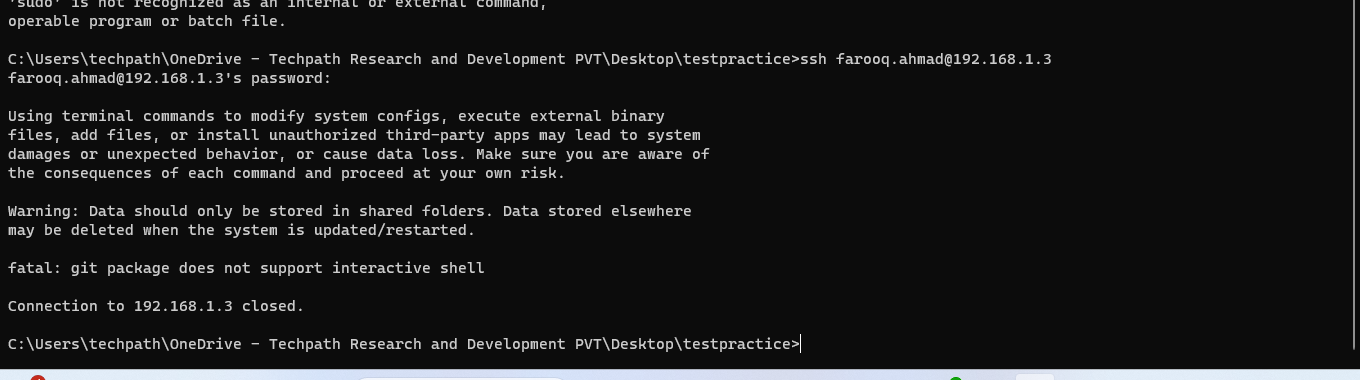 'sudo' is not recognized as an internal or external command,
operable program or batch file.
C:\Users\techpath\OneDrive - Techpath Research and Development PVT\Desktop\testpractice>ssh farooq.ahmad@192.168.1.3
farooq.ahmad@192.168.1.3's password:
Using terminal commands to modify system configs, execute external binary
files, add files, or install unauthorized third-party apps may lead to system
damages or unexpected behavior, or cause data loss. Make sure you are aware of
the consequences of each command and proceed at your own risk.
Warning: Data should only be stored in shared folders. Data stored elsewhere
may be deleted when the system is updated/restarted.
fatal: git package does not support interactive shell
Connection to 192.168.1.3 closed.
C:\Users\techpath\OneDrive - Techpath Research and Development PVT\Desktop\testpractice>